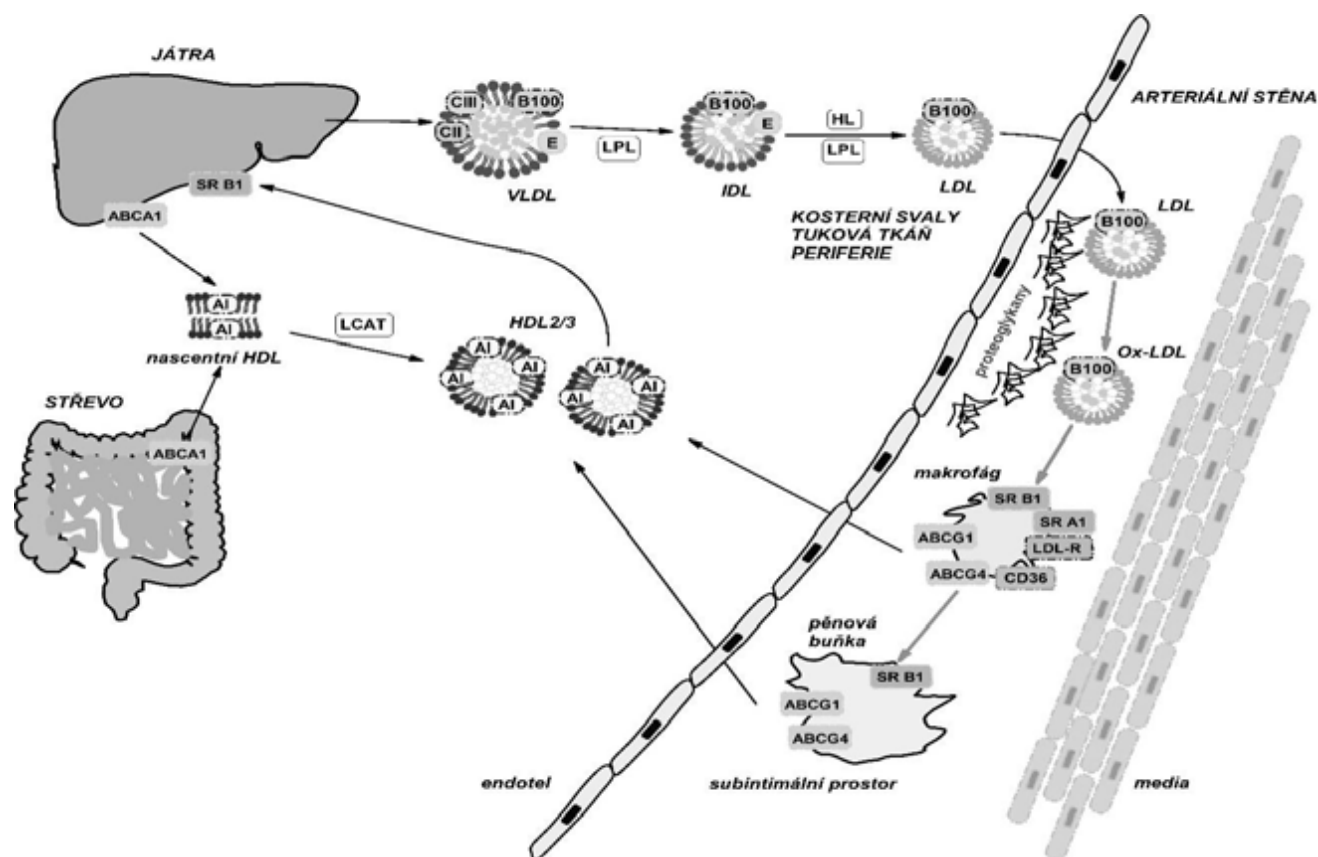 JÁTRA
ARTERIÁLNÍ STĚNA
CIII
B100
CII
E
LPL
VLDL
B100
E
IDL
HL
LPL
B100
LDL
KOSTERNÍ SVALY
TUKOVÁ TKÁŇ
PERIFERIE
LDL
B100
proteoglykany
Ox-LDL
B100
SR B1
ABCA1
AI
AI
nascentní HDL
LCAT
HDL2/3
AI
AI
AI
AI
AI
AI
AI
AI
STŘEVO
ABCA1
makrofág
SR B1
SR A1
LDL-R
CD36
ABCG1
ABCG4
pěnová
buňka
SR B1
ABCG1
ABCG4
endotel
subintimální prostor
media